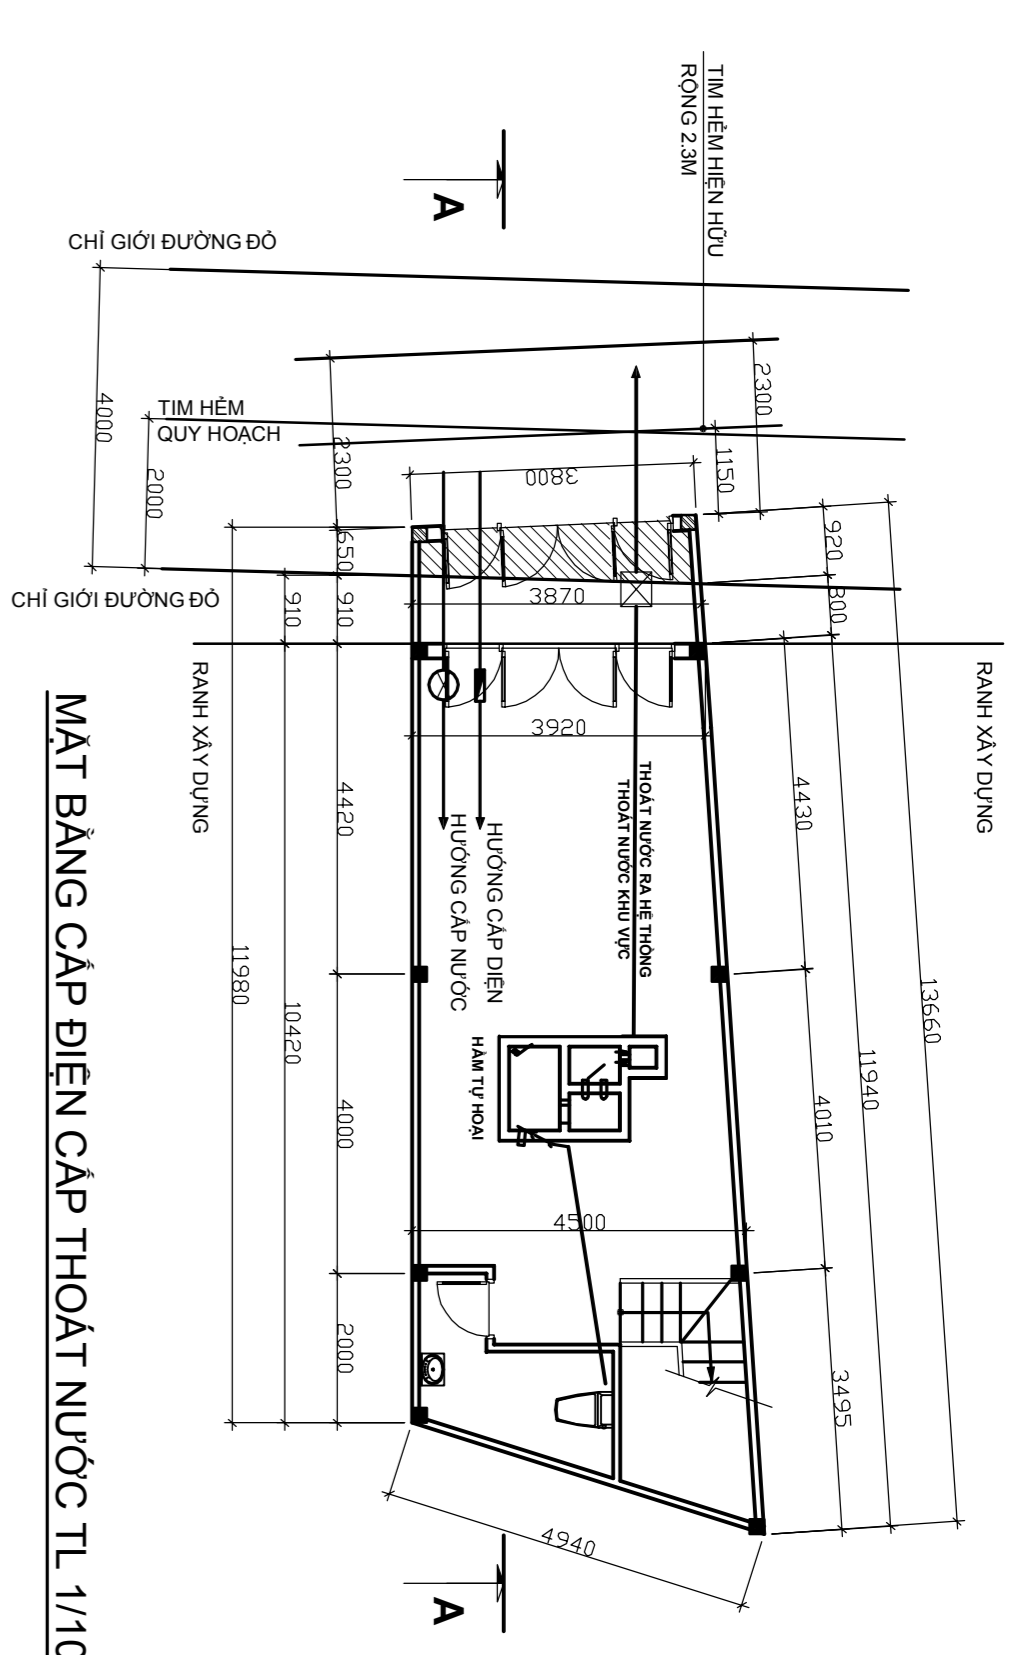 TIM HẺM HIỆN HỮU
RỘNG 2.3M
A
CHỈ GIỚI ĐƯỜNG ĐỎ
4000
2000
TIM HẺM
QUY HOẠCH
2300
2300
1150
3800
CHỈ GIỚI ĐƯỜNG ĐỎ
650
910
910
920
800
3870
3920
RANH XÂY DỰNG
RANH XÂY DỰNG
THOÁT NƯỚC RA HỆ THỐNG
THOÁT NƯỚC KHU VỰC
HƯỚNG CẤP ĐIỆN
HƯỚNG CẤP NƯỚC
HẦM TỰ HOẠI
4420
4000
2000
10420
11980
4430
4010
3495
11940
13660
4500
4940
A
MẶT BẰNG CẤP ĐIỆN CẤP THOÁT NƯỚC TL 1/10